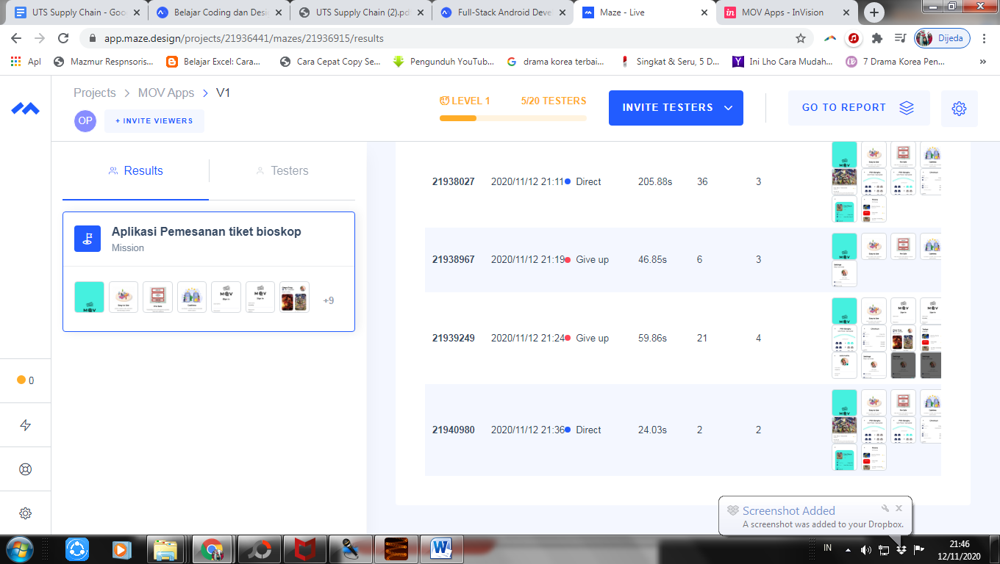 UTS Supply Chain - Goo
Belajar Coding dan Desi
UTS Supply Chain (2).pd
Full-Stack Android Deve
Maze - Live
MOV Apps - InVision
app.maze.design/projects/21936441/mazes/21936915/results
Dijeda
Apl
Mazmur Respnsoris...
Belajar Excel: Cara...
Cara Cepat Copy Se...
Pengunduh YouTub...
drama korea terbai...
Singkat & Seru, 5 D...
Ini Lho Cara Mudah...
7 Drama Korea Pen...
»
Projects > MOV Apps > V1
OP
+ INVITE VIEWERS
LEVEL 1
5/20 TESTERS
INVITE TESTERS
GO TO REPORT
Results
Testers
Aplikasi Pemesanan tiket bioskop
Mission
+9
0
21938027 2020/11/12 21:11 Direct 205.88s 36 3
21938967 2020/11/12 21:19 Give up 46.85s 6 3
21939249 2020/11/12 21:24 Give up 59.86s 21 4
21940980 2020/11/12 21:36 Direct 24.03s 2 2
Screenshot Added
A screenshot was added to your Dropbox.
IN
21:46
12/11/2020